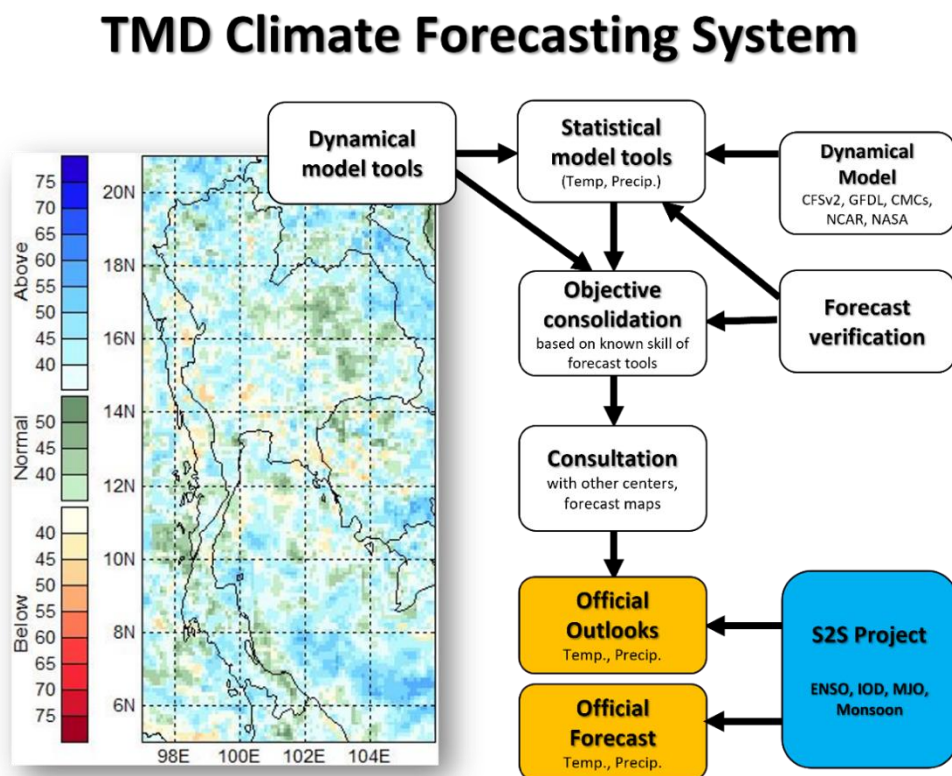 TMD Climate Forecasting System
Dynamical
model tools
Statistical
model tools
(Temp, Precip.)
Dynamical
Model
CFSv2, GFDL, CMCs,
NCAR, NASA
Objective
consolidation
based on known skill of
forecast tools
Forecast
verification
Consultation
with other centers,
forecast maps
Official
Outlooks
Temp., Precip.
S2S Project
ENSO, IOD, MJO,
Monsoon
Official
Forecast
Temp., Precip.
Above
75
70
65
60
55
50
45
40
Normal
50
45
40
Below
40
45
50
55
60
65
70
75
20N
18N
16N
14N
12N
10N
8N
6N
98E
100E
102E
104E